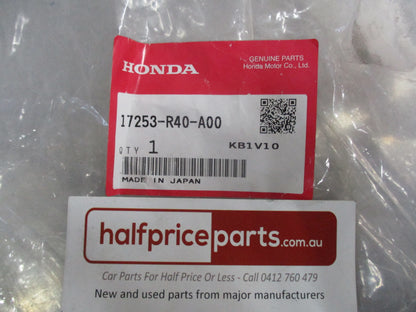 HONDA
GENUINE PARTS
Honda Motor Co., Ltd.
17253-R40-A00
QTY 1
KB1V10
MADE IN JAPAN
halfpriceparts.com.au
Car Parts For Half Price Or Less - Call 0412 760 479
New and used parts from major manufacturers